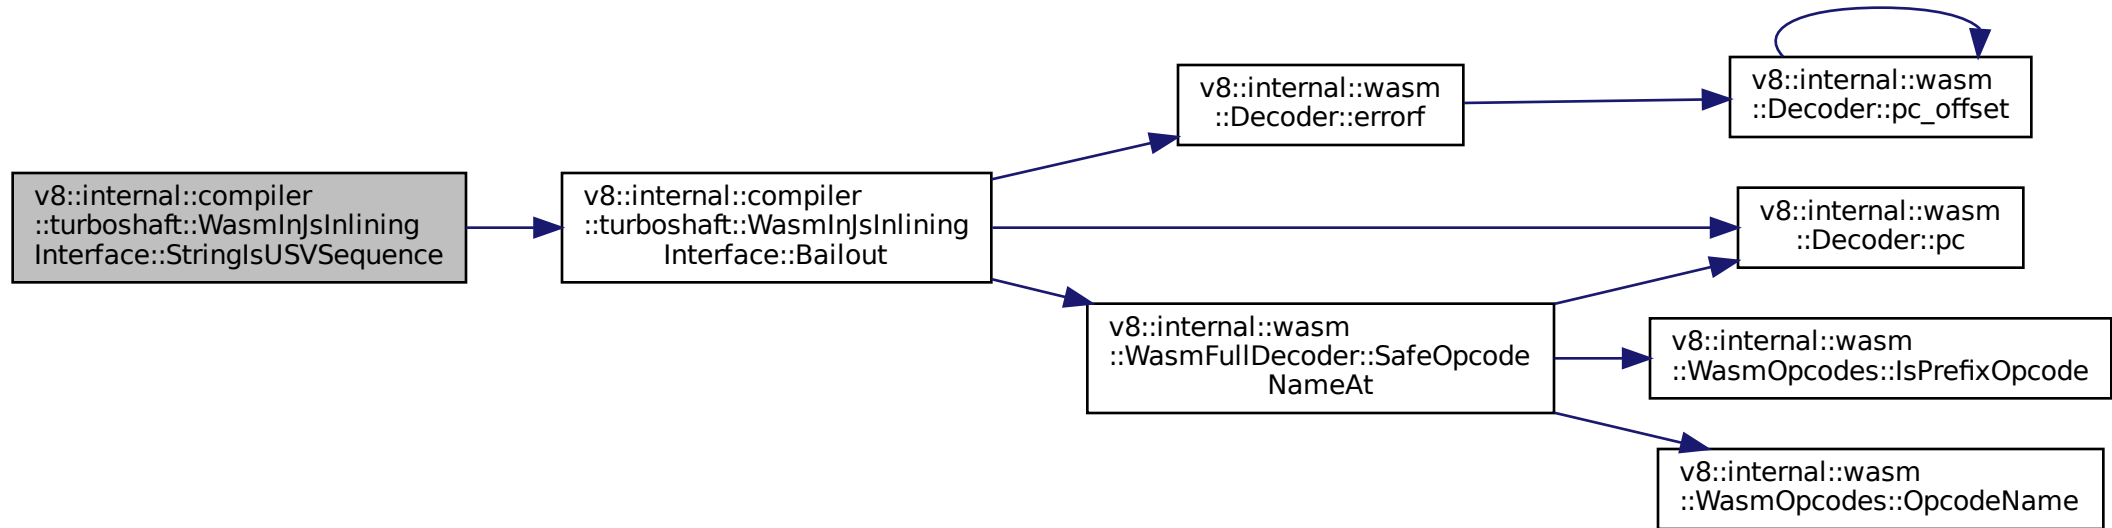 v8::internal::compiler
::turboshaft::WasmInJsInlining
Interface::StringIsUSVSequence
v8::internal::compiler
::turboshaft::WasmInJsInlining
Interface::Bailout
v8::internal::wasm
::Decoder::errorf
v8::internal::wasm
::Decoder::pc_offset
v8::internal::wasm
::Decoder::pc
v8::internal::wasm
::WasmFullDecoder::SafeOpcode
NameAt
v8::internal::wasm
::WasmOpcodes::IsPrefixOpcode
v8::internal::wasm
::WasmOpcodes::OpcodeName